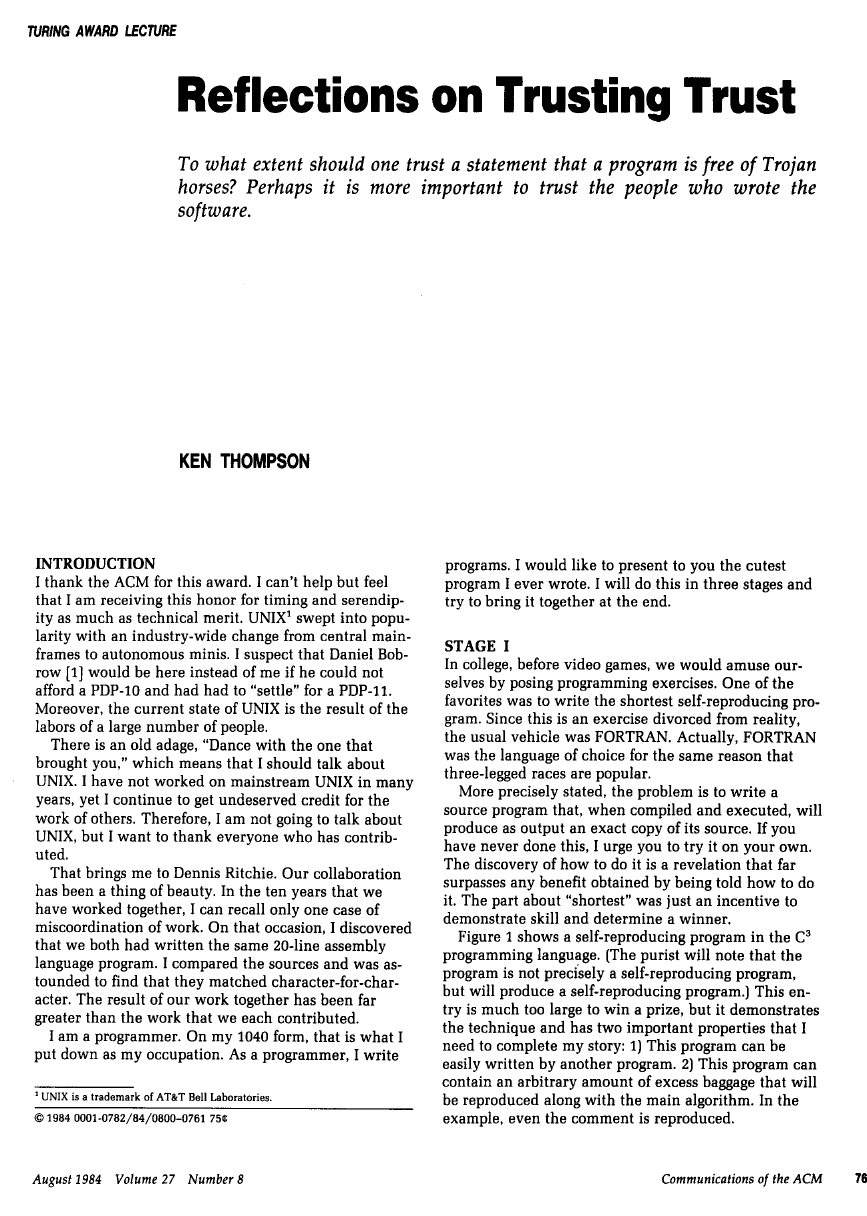 TURING AWARD LECTURE
Reflections on Trusting Trust
To what extent should one trust a statement that a program is free of Trojan
horses? Perhaps it is more important to trust the people who wrote the
software.
KEN THOMPSON
INTRODUCTION
I thank the ACM for this award. I can't help but feel
that I am receiving this honor for timing and serendip-
ity as much as technical merit. UNIX¹ swept into popu-
larity with an industry-wide change from central main-
frames to autonomous minis. I suspect that Daniel Bob-
row [1] would be here instead of me if he could not
afford a PDP-10 and had had to “settle” for a PDP-11.
Moreover, the current state of UNIX is the result of the
labors of a large number of people.
There is an old adage, “Dance with the one that
brought you,” which means that I should talk about
UNIX. I have not worked on mainstream UNIX in many
years, yet I continue to get undeserved credit for the
work of others. Therefore, I am not going to talk about
UNIX, but I want to thank everyone who has contrib-
uted.
That brings me to Dennis Ritchie. Our collaboration
has been a thing of beauty. In the ten years that we
have worked together, I can recall only one case of
miscoordination of work. On that occasion, I discovered
that we both had written the same 20-line assembly
language program. I compared the sources and was as-
tounded to find that they matched character-for-char-
acter. The result of our work together has been far
greater than the work that we each contributed.
I am a programmer. On my 1040 form, that is what I
put down as my occupation. As a programmer, I write
¹ UNIX is a trademark of AT&T Bell Laboratories.
© 1984 0001-0782/84/0800-0761 75¢
programs. I would like to present to you the cutest
program I ever wrote. I will do this in three stages and
try to bring it together at the end.
STAGE I
In college, before video games, we would amuse our-
selves by posing programming exercises. One of the
favorites was to write the shortest self-reproducing pro-
gram. Since this is an exercise divorced from reality,
the usual vehicle was FORTRAN. Actually, FORTRAN
was the language of choice for the same reason that
three-legged races are popular.
More precisely stated, the problem is to write a
source program that, when compiled and executed, will
produce as output an exact copy of its source. If you
have never done this, I urge you to try it on your own.
The discovery of how to do it is a revelation that far
surpasses any benefit obtained by being told how to do
it. The part about “shortest” was just an incentive to
demonstrate skill and determine a winner.
Figure 1 shows a self-reproducing program in the C³
programming language. (The purist will note that the
program is not precisely a self-reproducing program,
but will produce a self-reproducing program.) This en-
try is much too large to win a prize, but it demonstrates
the technique and has two important properties that I
need to complete my story: 1) This program can be
easily written by another program. 2) This program can
contain an arbitrary amount of excess baggage that will
be reproduced along with the main algorithm. In the
example, even the comment is reproduced.
August 1984 Volume 27 Number 8
Communications of the ACM 76